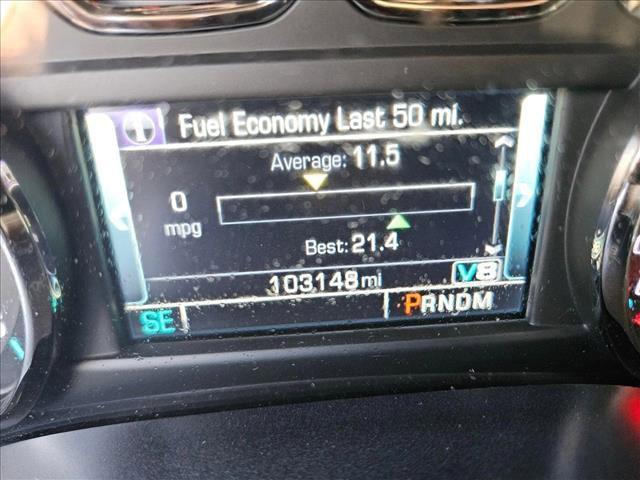 Fuel Economy Last 50 mi.
Average: 11.5
0
mpg
Best: 21.4
103148 mi
V8
SE
PRNDM